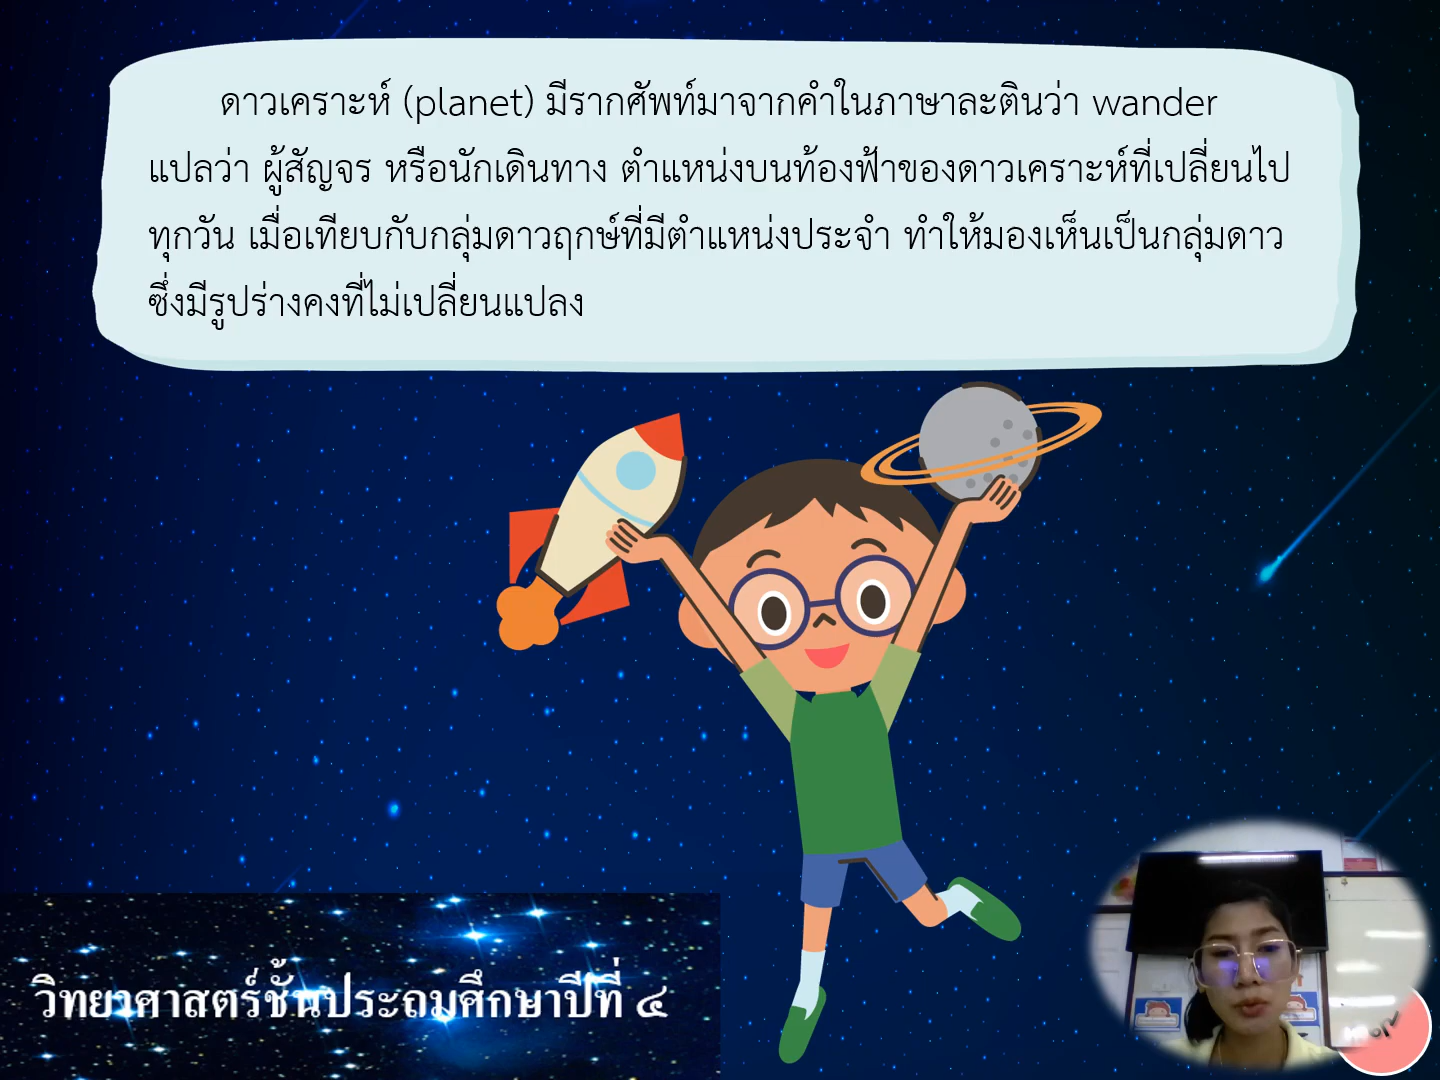 ดาวเคราะห์ (planet) มีรากศัพท์มาจากคำในภาษาละตินว่า wander
แปลว่า ผู้สัญจร หรือนักเดินทาง ตำแหน่งบนท้องฟ้าของดาวเคราะห์ที่เปลี่ยนไป
ทุกวัน เมื่อเทียบกับกลุ่มดาวฤกษ์ที่มีตำแหน่งประจำ ทำให้มองเห็นเป็นกลุ่มดาว
ซึ่งมีรูปร่างคงที่ไม่เปลี่ยนแปลง
วิทยาศาสตร์ชั้นประถมศึกษาปีที่ ๔